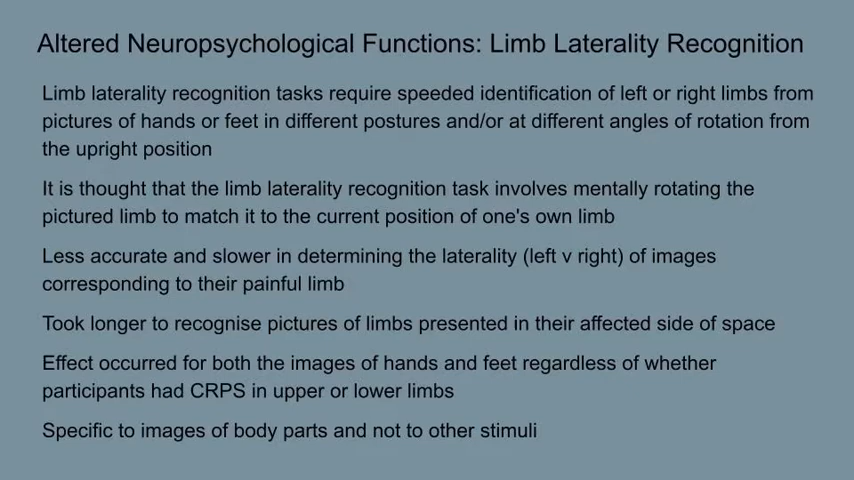 Altered Neuropsychological Functions: Limb Laterality Recognition
Limb laterality recognition tasks require speeded identification of left or right limbs from
pictures of hands or feet in different postures and/or at different angles of rotation from
the upright position
It is thought that the limb laterality recognition task involves mentally rotating the
pictured limb to match it to the current position of one's own limb
Less accurate and slower in determining the laterality (left v right) of images
corresponding to their painful limb
Took longer to recognise pictures of limbs presented in their affected side of space
Effect occurred for both the images of hands and feet regardless of whether
participants had CRPS in upper or lower limbs
Specific to images of body parts and not to other stimuli